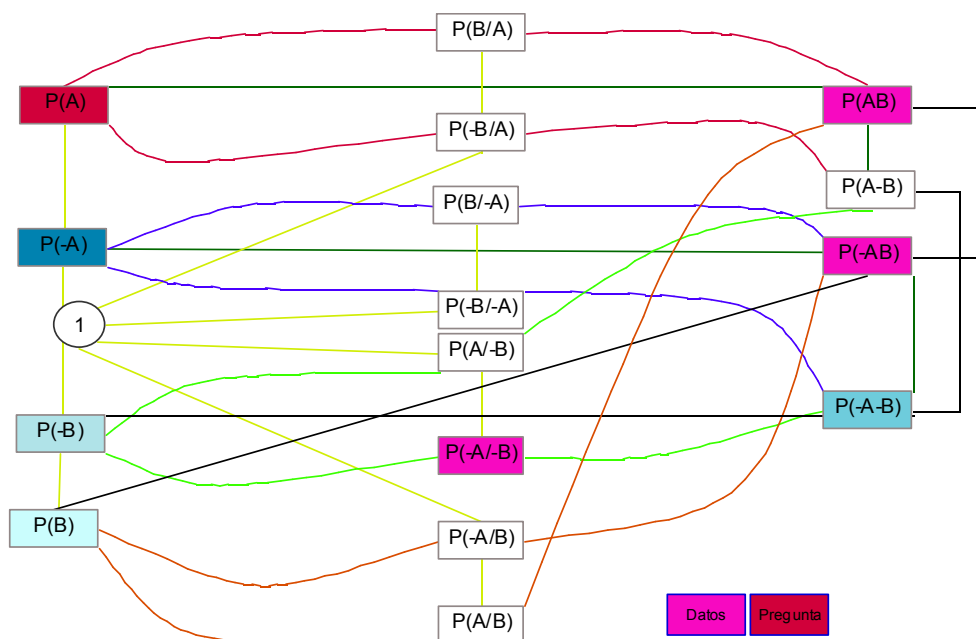 P(B/A)
P(A)
P(AB)
P(-B/A)
P(A-B)
P(B/-A)
P(-A)
P(-AB)
P(-B/-A)
1
P(A/-B)
P(-A-B)
P(-B)
P(-A/-B)
P(B)
P(-A/B)
P(A/B)
Datos
Pregunta